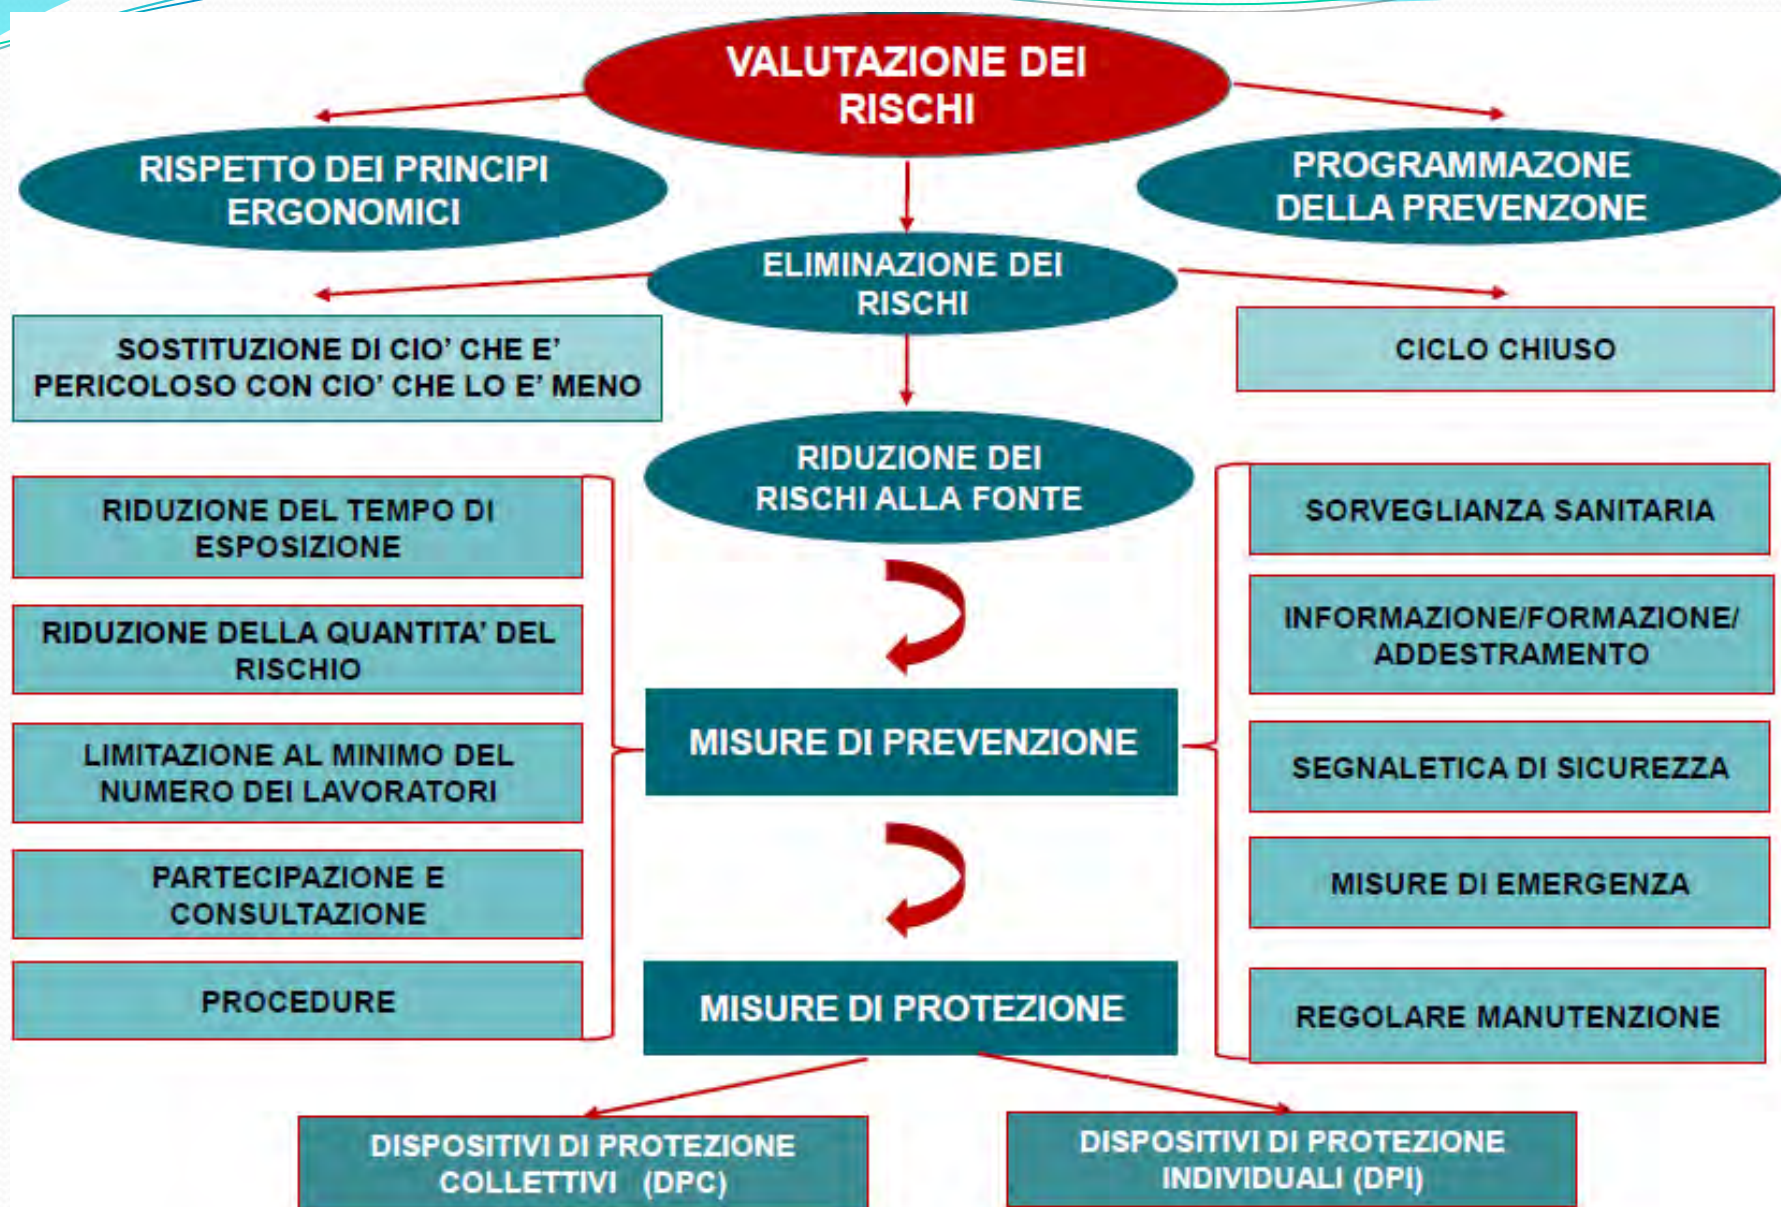 VALUTAZIONE DEI
RISCHI
RISPETTO DEI PRINCIPI
ERGONOMICI
PROGRAMMAZONE
DELLA PREVENZONE
ELIMINAZIONE DEI
RISCHI
SOSTITUZIONE DI CIO' CHE E'
PERICOLOSO CON CIO' CHE LO E' MENO
CICLO CHIUSO
RIDUZIONE DEI
RISCHI ALLA FONTE
RIDUZIONE DEL TEMPO DI
ESPOSIZIONE
RIDUZIONE DELLA QUANTITA' DEL
RISCHIO
LIMITAZIONE AL MINIMO DEL
NUMERO DEI LAVORATORI
PARTECIPAZIONE E
CONSULTAZIONE
PROCEDURE
MISURE DI PREVENZIONE
SORVEGLIANZA SANITARIA
INFORMAZIONE/FORMAZIONE/
ADDESTRAMENTO
SEGNALETICA DI SICUREZZA
MISURE DI EMERGENZA
REGOLARE MANUTENZIONE
MISURE DI PROTEZIONE
DISPOSITIVI DI PROTEZIONE
COLLETTIVI (DPC)
DISPOSITIVI DI PROTEZIONE
INDIVIDUALI (DPI)